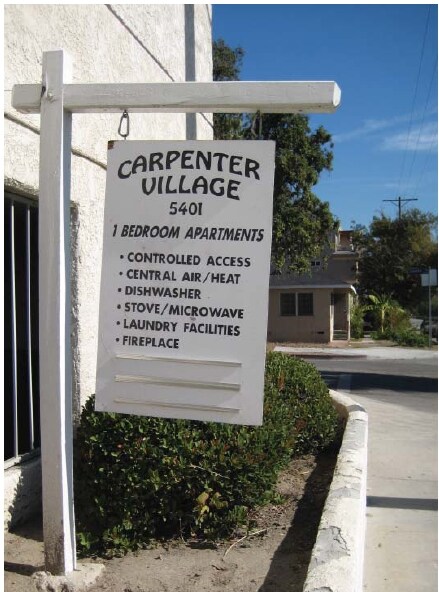 CARPENTER
VILLAGE
5401
1 BEDROOM APARTMENTS
• CONTROLLED ACCESS
• CENTRAL AIR/HEAT
• DISHWASHER
• STOVE/MICROWAVE
• LAUNDRY FACILITIES
• FIREPLACE